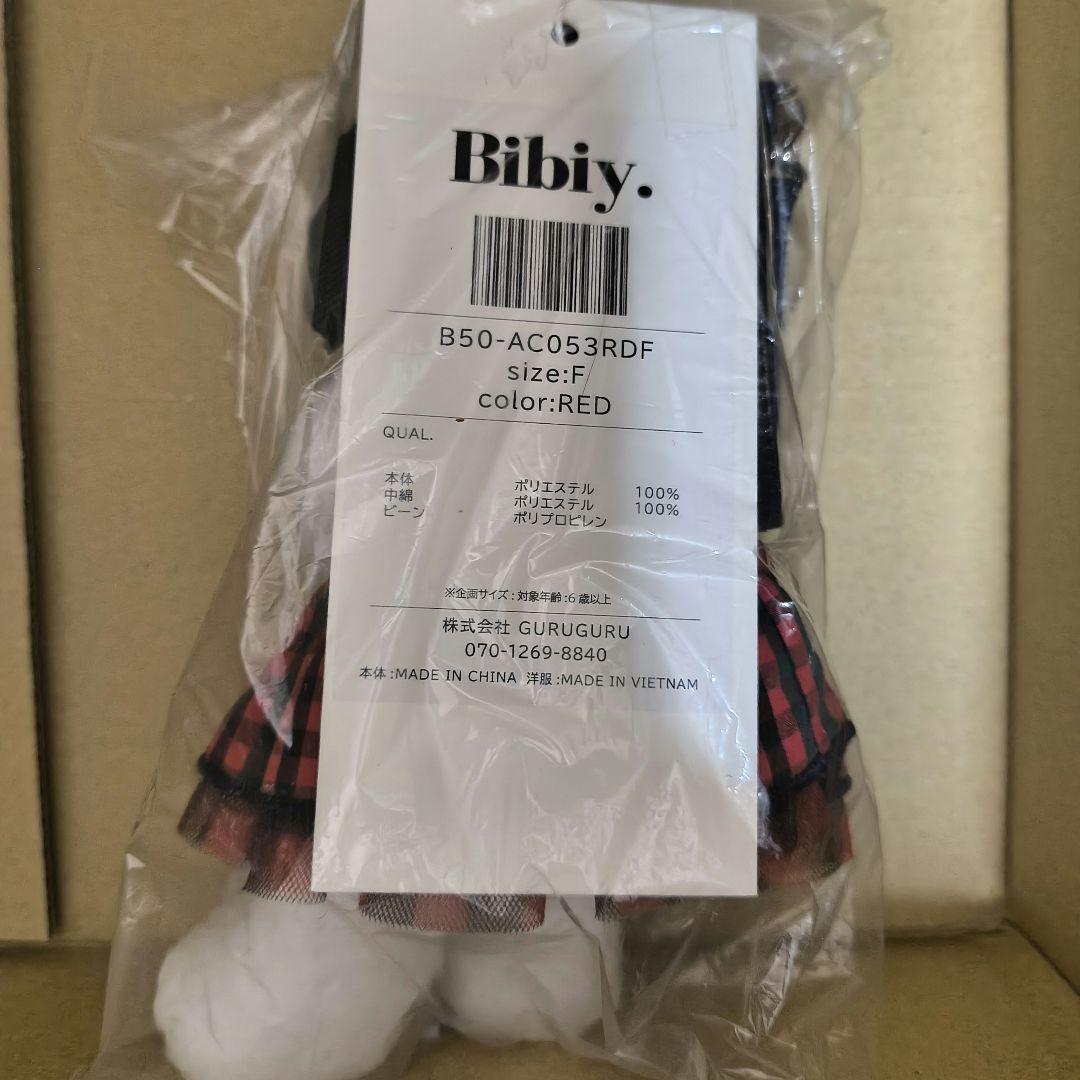 Bibiy.
B50-AC053RDF
size:F
color:RED
QUAL.
本体 ポリエステル 100%
中綿 ポリエステル 100%
ビーン ポリプロピレン
※企画サイズ:対象年齢:6歳以上
株式会社 GURUGURU
070-1269-8840
本体:MADE IN CHINA 洋服:MADE IN VIETNAM